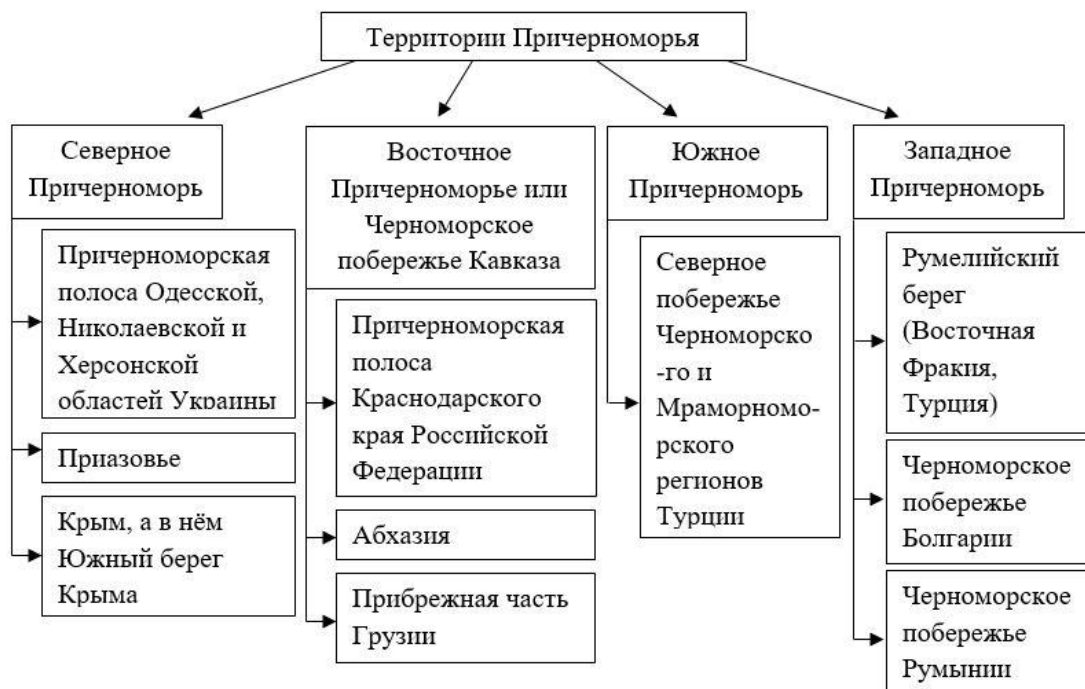 Территории Причерноморья
Северное
Причерноморь
Причерноморская
полоса Одесской,
Николаевской и
Херсонской
областей Украины
Приазовье
Крым, а в нём
Южный берег
Крыма
Восточное
Причерноморье или
Черноморское
побережье Кавказа
Причерноморская
полоса
Краснодарского
края Российской
Федерации
Абхазия
Прибрежная часть
Грузии
Южное
Причерноморь
Северное
побережье
Черноморско
-го и
Мраморномо-
рского
регионов
Турции
Западное
Причерноморь
Румелийский
берег
(Восточная
Фракия,
Турция)
Черноморское
побережье
Болгарии
Черноморское
побережье
Румынии